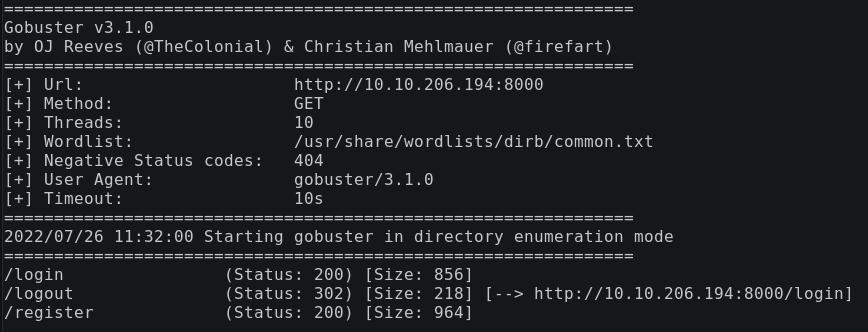 ===============================================================
Gobuster v3.1.0
by OJ Reeves (@TheColonial) & Christian Mehlmauer (@firefart)
===============================================================
[+] Url:                     http://10.10.206.194:8000
[+] Method:                  GET
[+] Threads:                 10
[+] Wordlist:                /usr/share/wordlists/dirb/common.txt
[+] Negative Status codes:   404
[+] User Agent:              gobuster/3.1.0
[+] Timeout:                 10s
===============================================================
2022/07/26 11:32:00 Starting gobuster in directory enumeration mode
===============================================================
/login                (Status: 200) [Size: 856]
/logout               (Status: 302) [Size: 218] [--> http://10.10.206.194:8000/login]
/register             (Status: 200) [Size: 964]